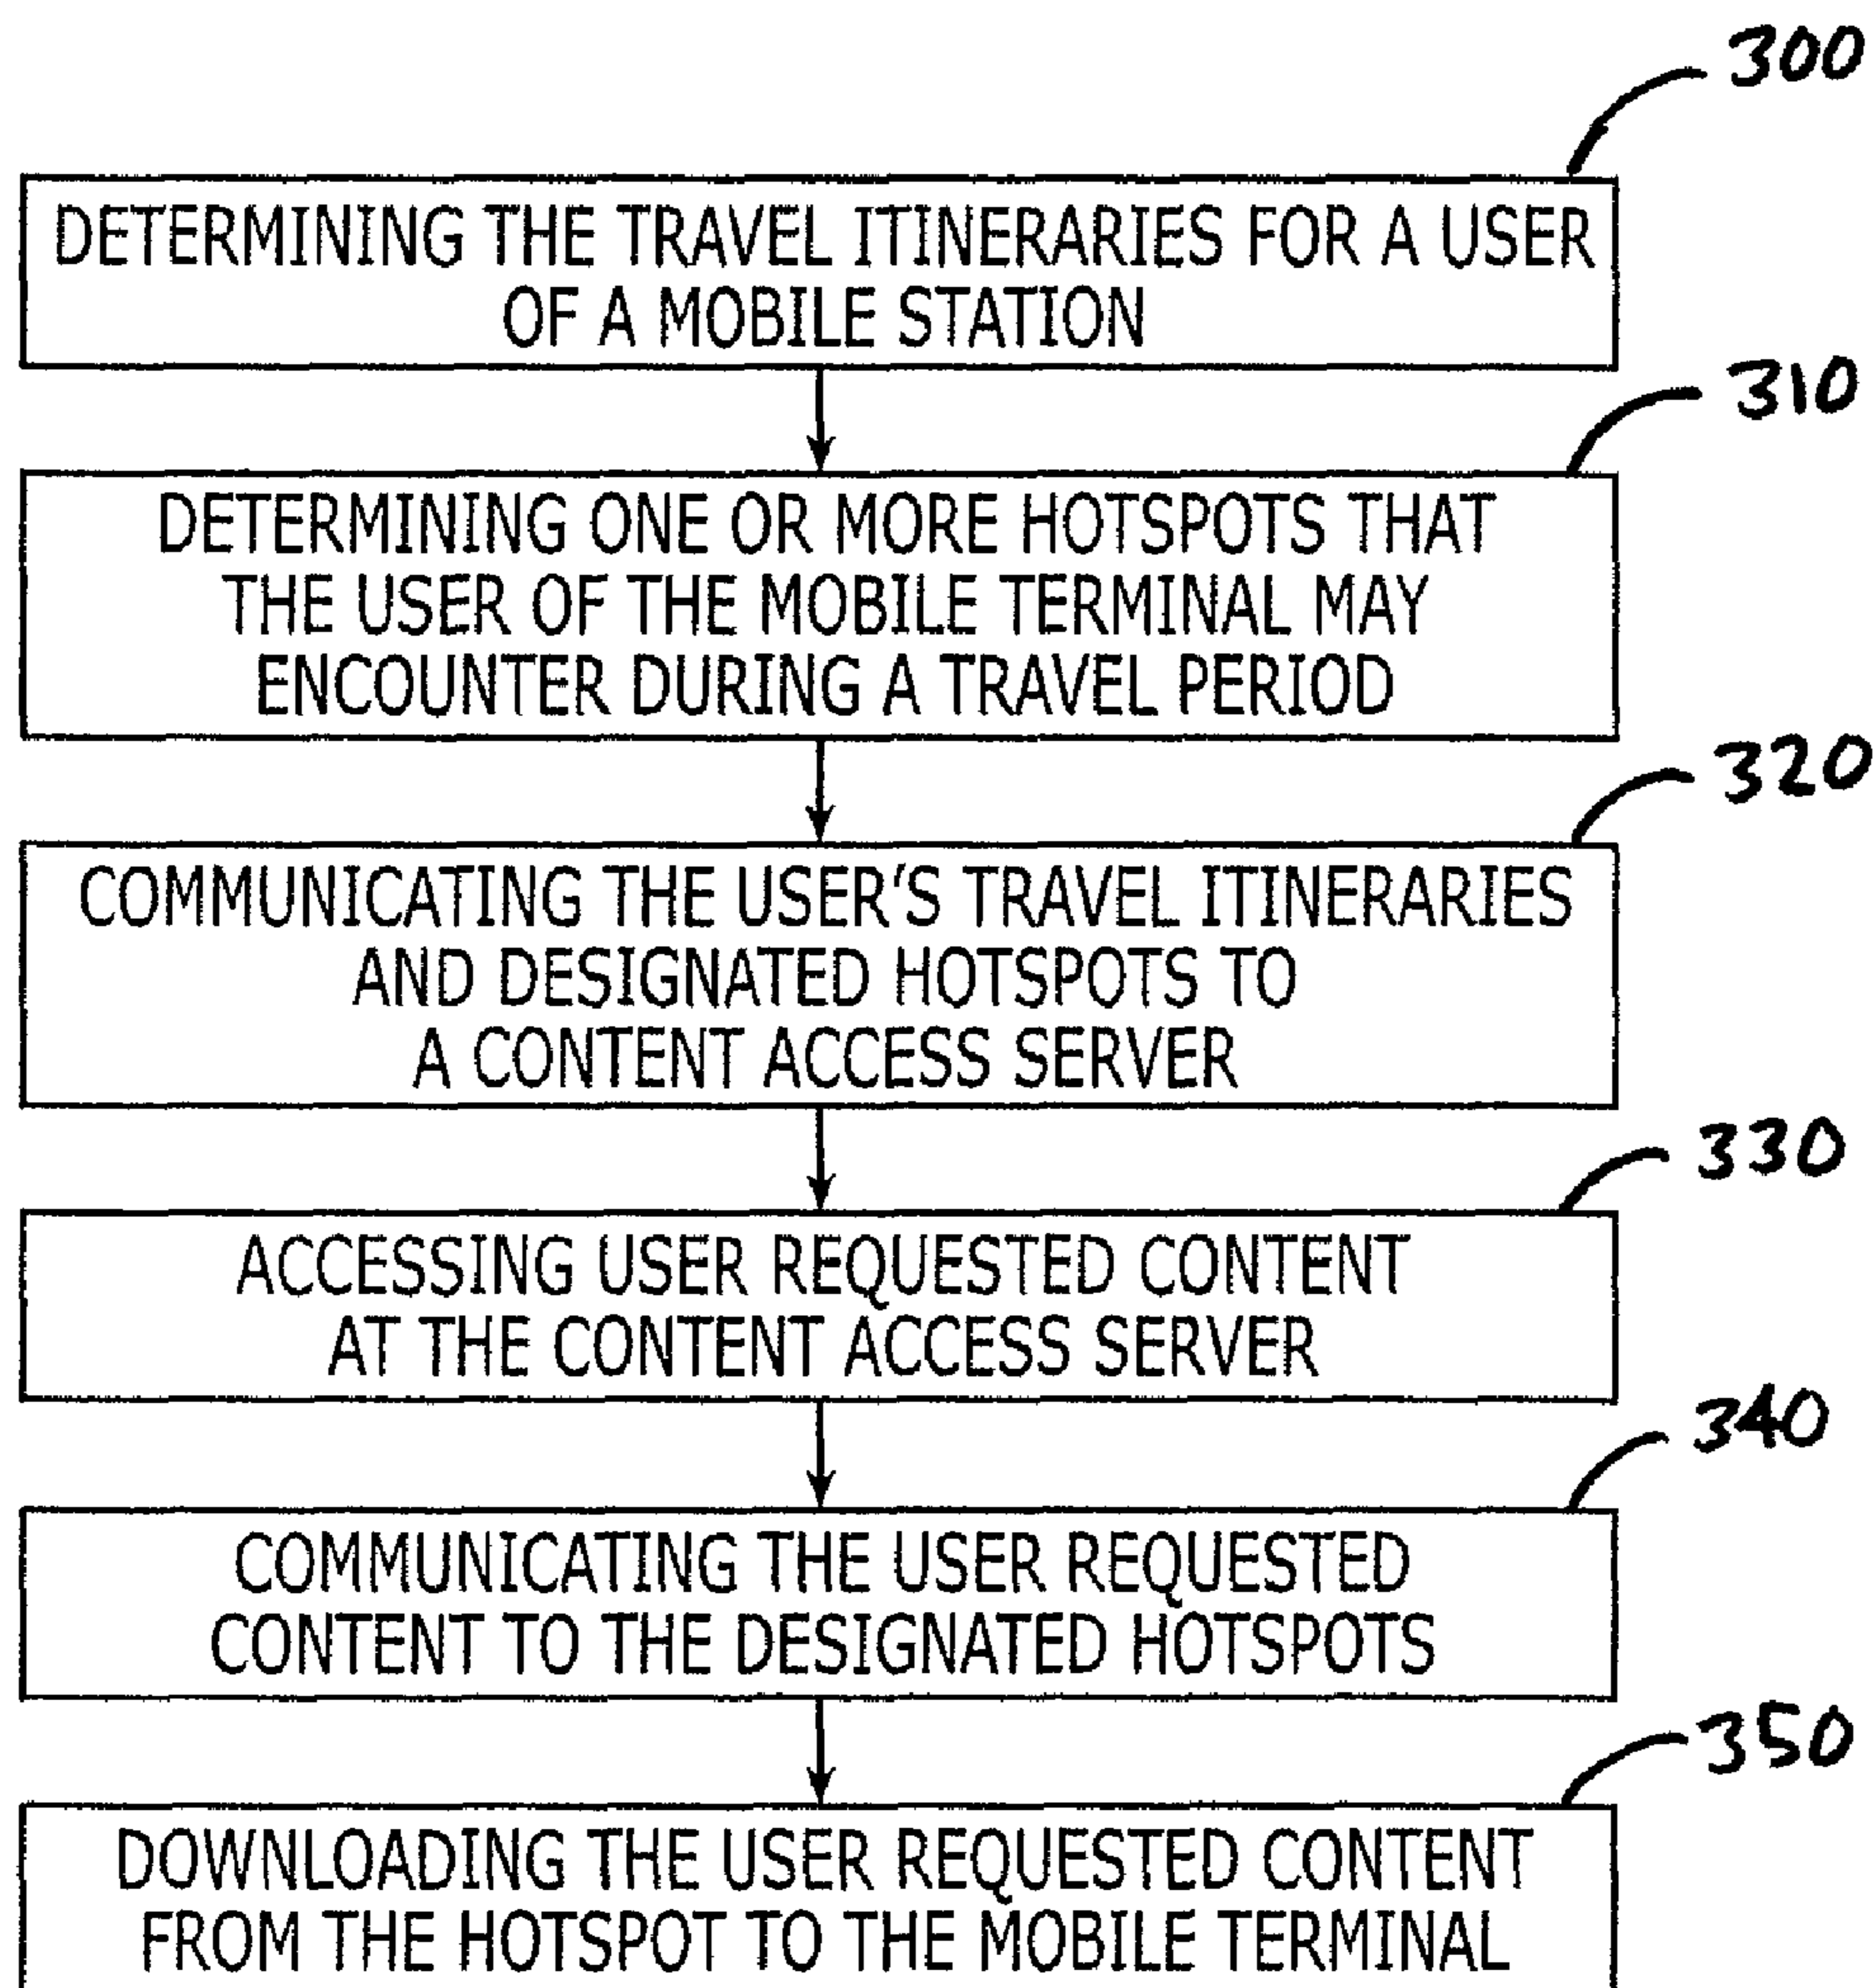 300
DETERMINING THE TRAVEL ITINERARIES FOR A USER
OF A MOBILE STATION
310
DETERMINING ONE OR MORE HOTSPOTS THAT
THE USER OF THE MOBILE TERMINAL MAY
ENCOUNTER DURING A TRAVEL PERIOD
320
COMMUNICATING THE USER'S TRAVEL ITINERARIES
AND DESIGNATED HOTSPOTS TO
A CONTENT ACCESS SERVER
330
ACCESSING USER REQUESTED CONTENT
AT THE CONTENT ACCESS SERVER
340
COMMUNICATING THE USER REQUESTED
CONTENT TO THE DESIGNATED HOTSPOTS
350
DOWNLOADING THE USER REQUESTED CONTENT
FROM THE HOTSPOT TO THE MOBILE TERMINAL